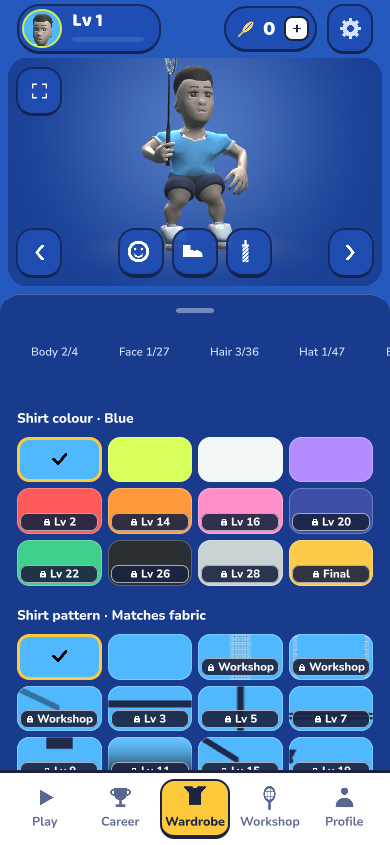 Lv 1
0 +
Body 2/4 Face 1/27 Hair 3/36 Hat 1/47
Shirt colour · Blue
Lv 2 Lv 14 Lv 16 Lv 20
Lv 22 Lv 26 Lv 28 Final
Shirt pattern · Matches fabric
Workshop Workshop
Workshop Lv 3 Lv 5 Lv 7
Play Career Wardrobe Workshop Profile